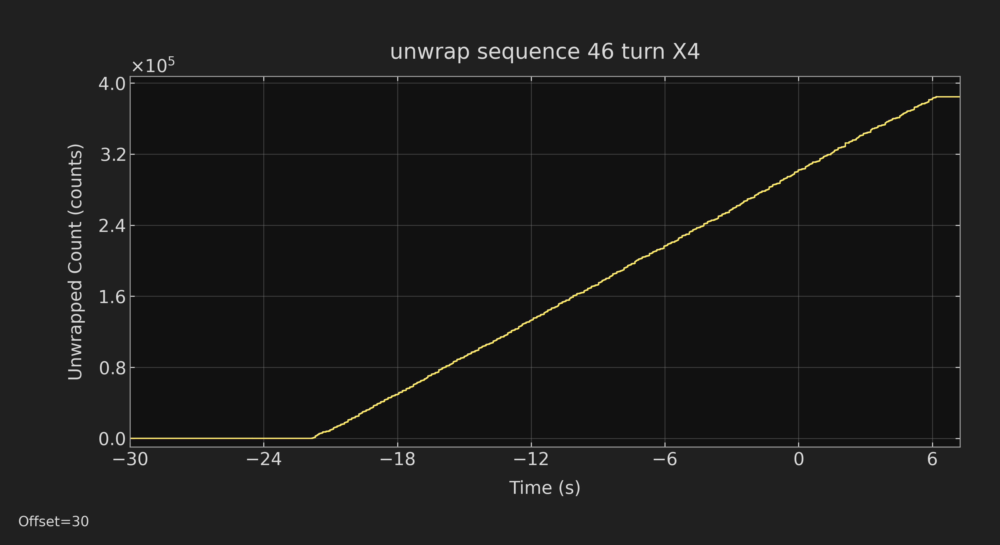 unwrap sequence 46 turn X4
×10⁵
4.0
3.2
2.4
1.6
0.8
0.0
Unwrapped Count (counts)
−30 −24 −18 −12 −6 0 6
Time (s)
Offset=30